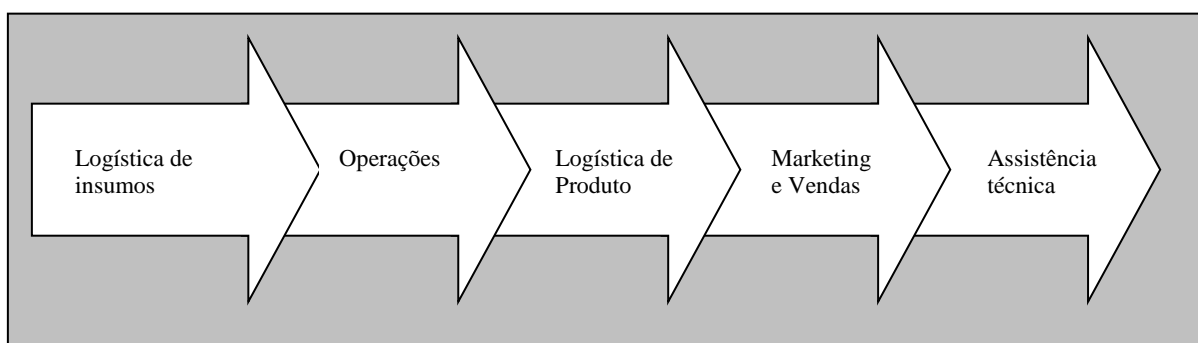 Logística de
insumos
Operações
Logística de
Produto
Marketing
e Vendas
Assistência
técnica